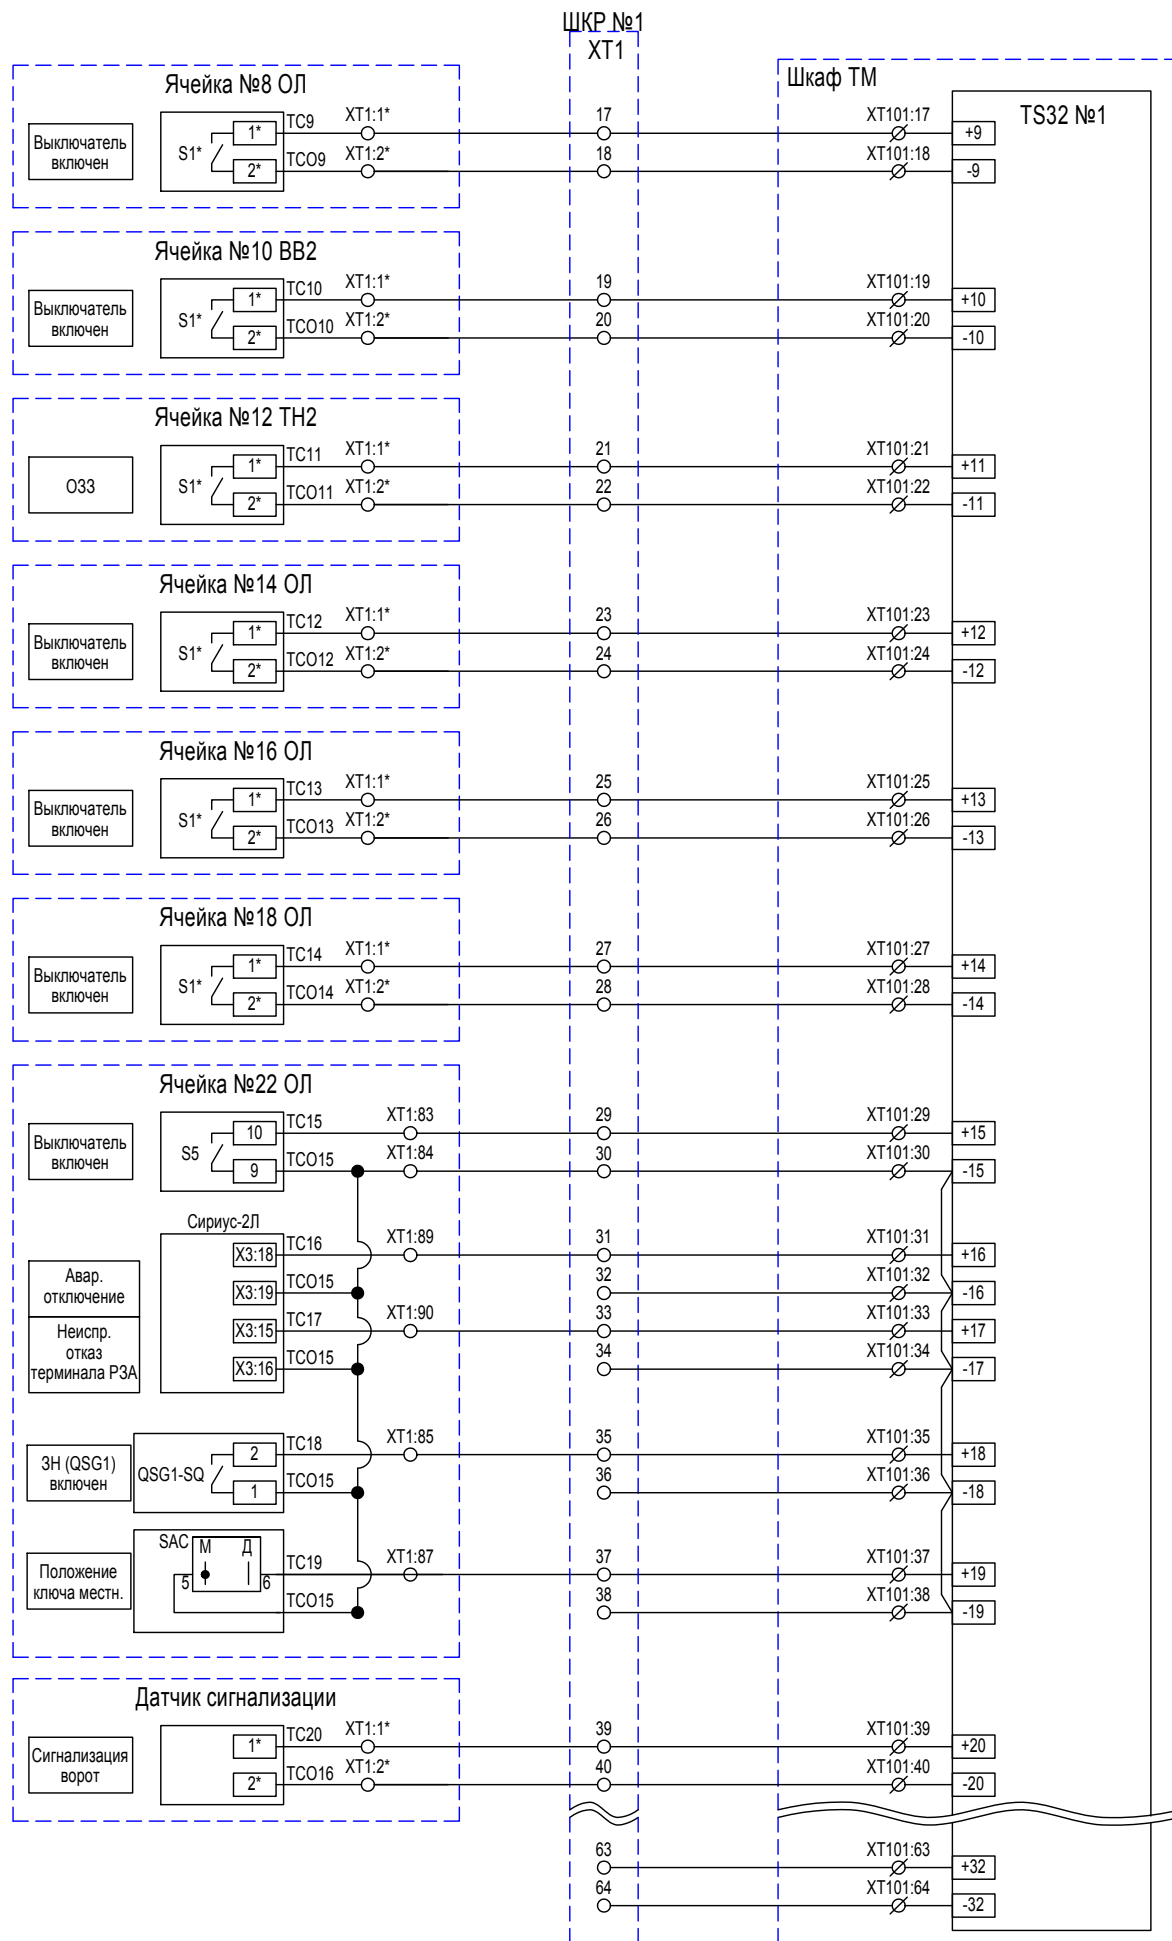 ШКР №1
XT1
Шкаф ТМ
TS32 №1
Ячейка №8 ОЛ
Выключатель
включен
S1*
1*
2*
TC9
TCO9
XT1:1*
XT1:2*
17
18
XT101:17
XT101:18
+9
-9
Ячейка №10 ВВ2
Выключатель
включен
S1*
1*
2*
TC10
TCO10
XT1:1*
XT1:2*
19
20
XT101:19
XT101:20
+10
-10
Ячейка №12 ТН2
ОЗЗ
S1*
1*
2*
TC11
TCO11
XT1:1*
XT1:2*
21
22
XT101:21
XT101:22
+11
-11
Ячейка №14 ОЛ
Выключатель
включен
S1*
1*
2*
TC12
TCO12
XT1:1*
XT1:2*
23
24
XT101:23
XT101:24
+12
-12
Ячейка №16 ОЛ
Выключатель
включен
S1*
1*
2*
TC13
TCO13
XT1:1*
XT1:2*
25
26
XT101:25
XT101:26
+13
-13
Ячейка №18 ОЛ
Выключатель
включен
S1*
1*
2*
TC14
TCO14
XT1:1*
XT1:2*
27
28
XT101:27
XT101:28
+14
-14
Ячейка №22 ОЛ
Выключатель
включен
S5
10
9
TC15
TCO15
XT1:83
XT1:84
29
30
XT101:29
XT101:30
+15
-15
Сириус-2Л
Авар.
отключение
Неиспр.
отказ
терминала РЗА
X3:18
X3:19
X3:15
X3:16
TC16
TCO15
TC17
TCO15
XT1:89
XT1:90
31
32
33
34
XT101:31
XT101:32
XT101:33
XT101:34
+16
-16
+17
-17
ЗН (QSG1)
включен
QSG1-SQ
2
1
TC18
TCO15
XT1:85
35
36
XT101:35
XT101:36
+18
-18
Положение
ключа местн.
SAC
М
Д
5
6
TC19
TCO15
XT1:87
37
38
XT101:37
XT101:38
+19
-19
Датчик сигнализации
Сигнализация
ворот
1*
2*
TC20
TCO16
XT1:1*
XT1:2*
39
40
XT101:39
XT101:40
+20
-20
63
64
XT101:63
XT101:64
+32
-32